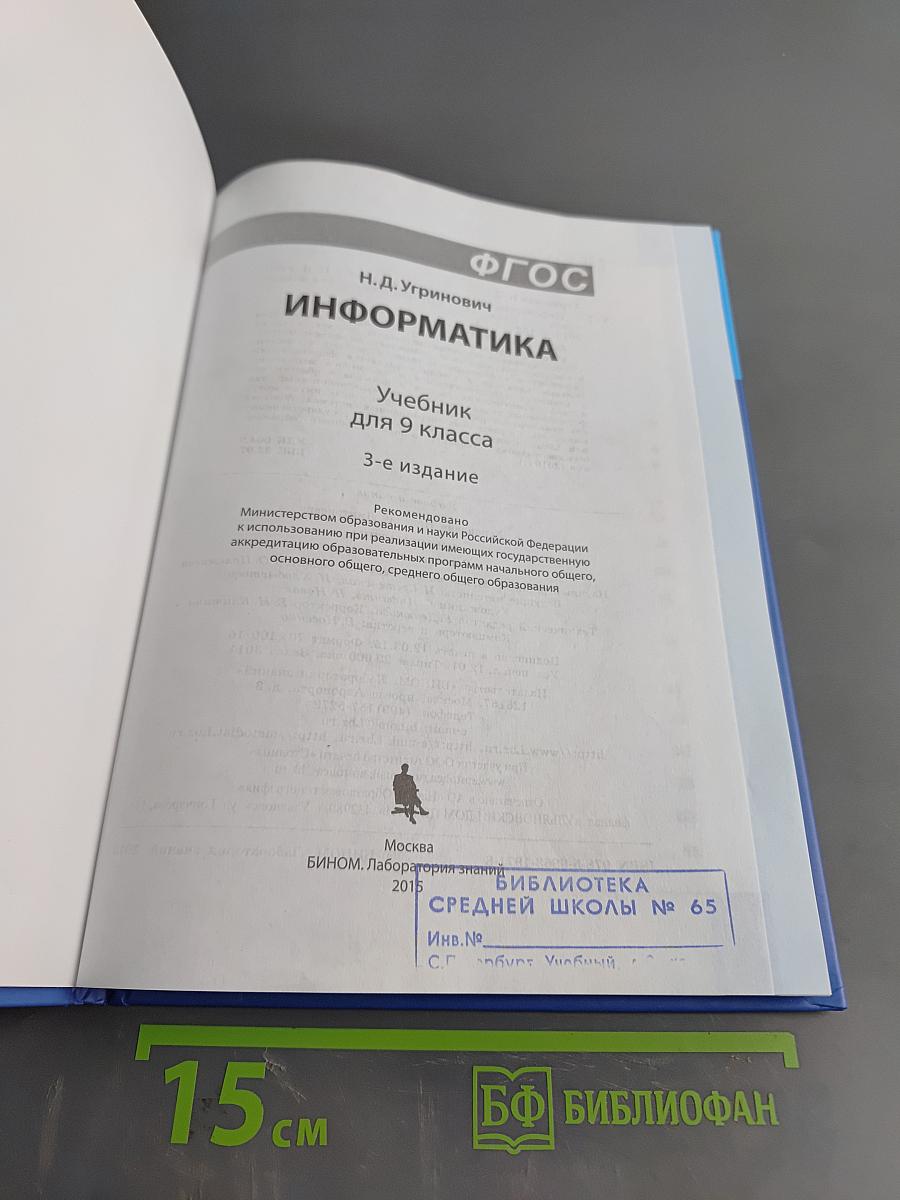 ФГОС
Н. Д. Угринович
ИНФОРМАТИКА
Учебник
для 9 класса
3-е издание
Рекомендовано
Министерством образования и науки Российской Федерации
к использованию при реализации имеющих государственную
аккредитацию образовательных программ начального общего,
основного общего, среднего общего образования
Москва
БИНОМ. Лаборатория знаний
2015
БИБЛИОТЕКА
СРЕДНЕЙ ШКОЛЫ № 65
Инв.№
Учебный
15 см
БФ БИБЛИОФАН